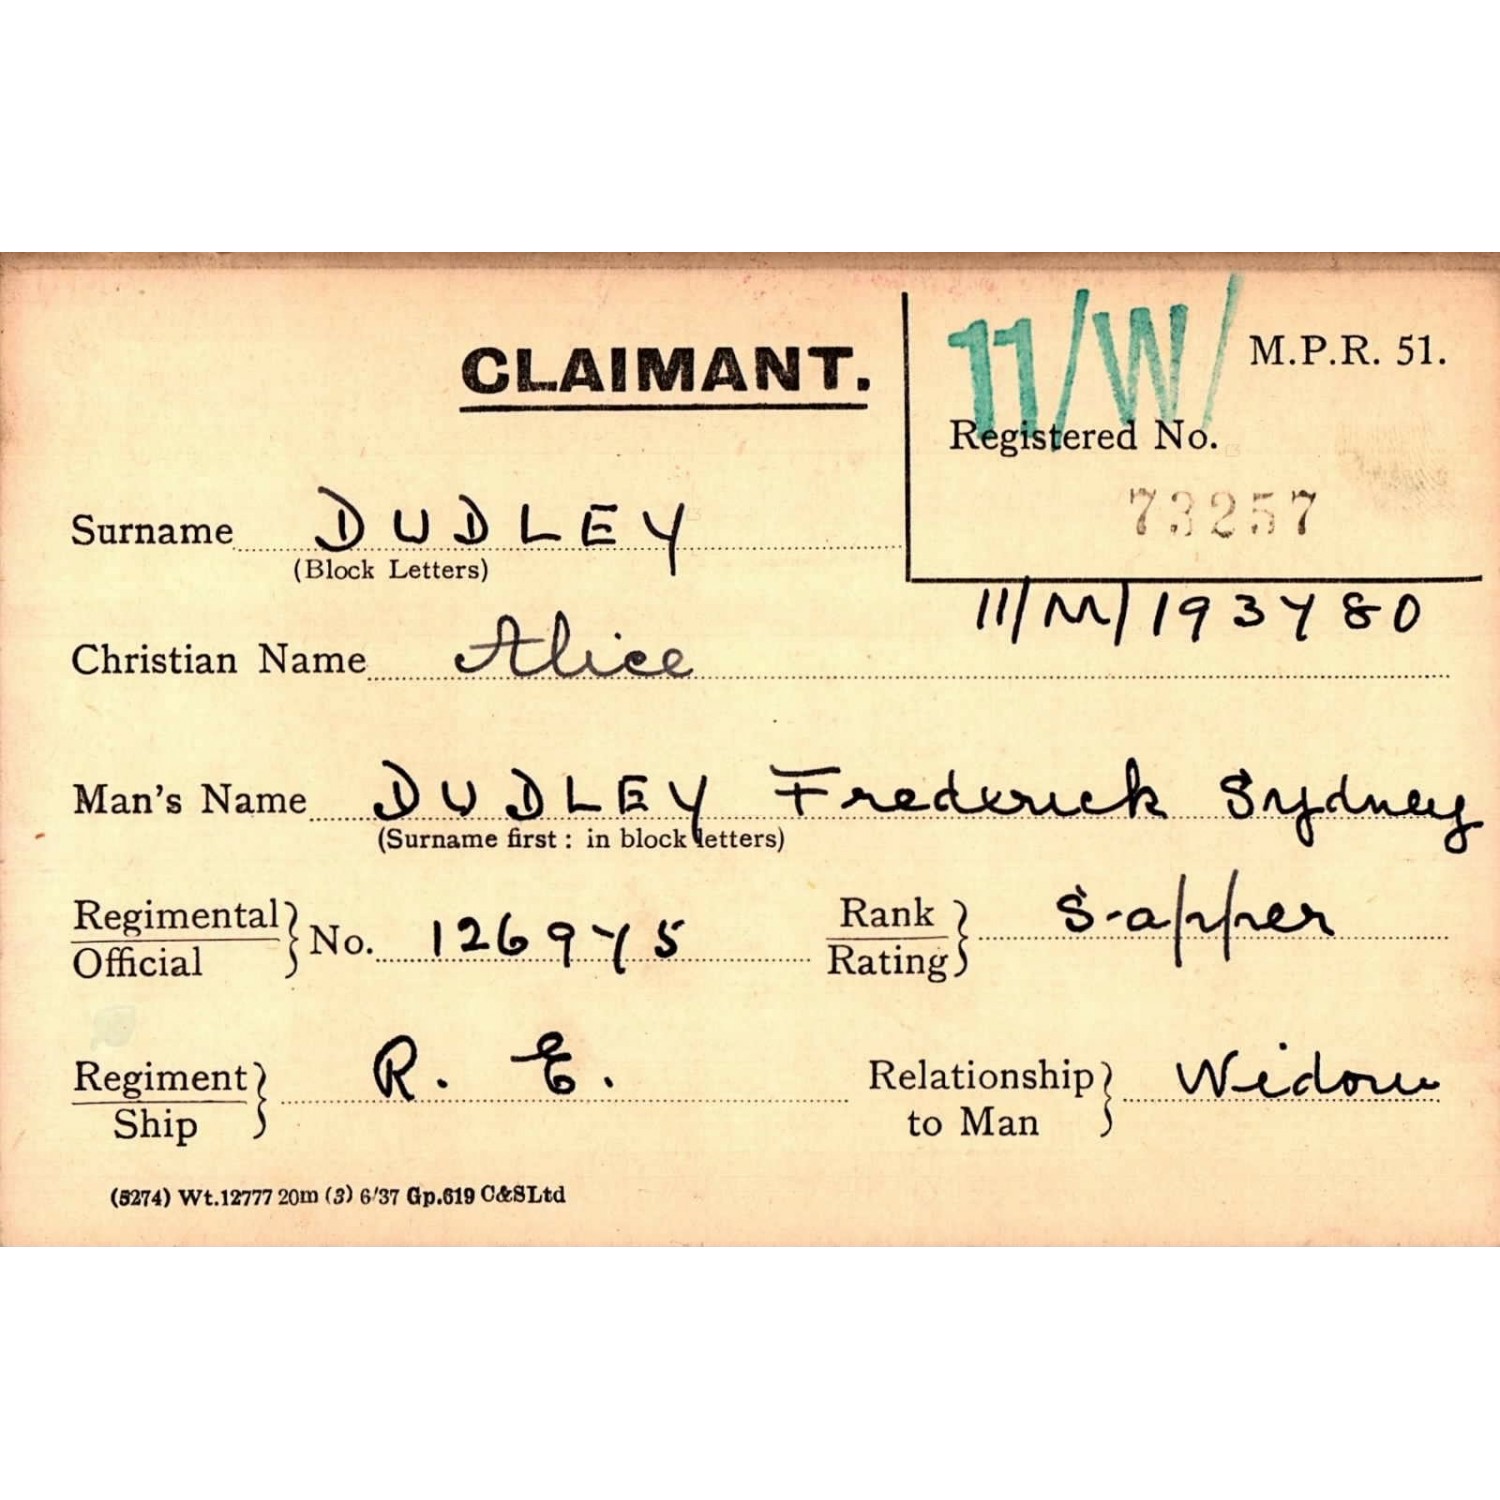 CLAIMANT.
11/W/ M.P.R. 51.
Registered No.
73257
Surname DUDLEY
(Block Letters)
11/M/193780
Christian Name Alice
Man's Name DUDLEY Frederick Sydney
(Surname first: in block letters)
Regimental
Official } No. 126975
Rank
Rating } Sapper
Regiment
Ship } R. E.
Relationship
to Man } Widow
(5274) Wt.12777 20m (3) 6/37 Gp.619 C&SLtd